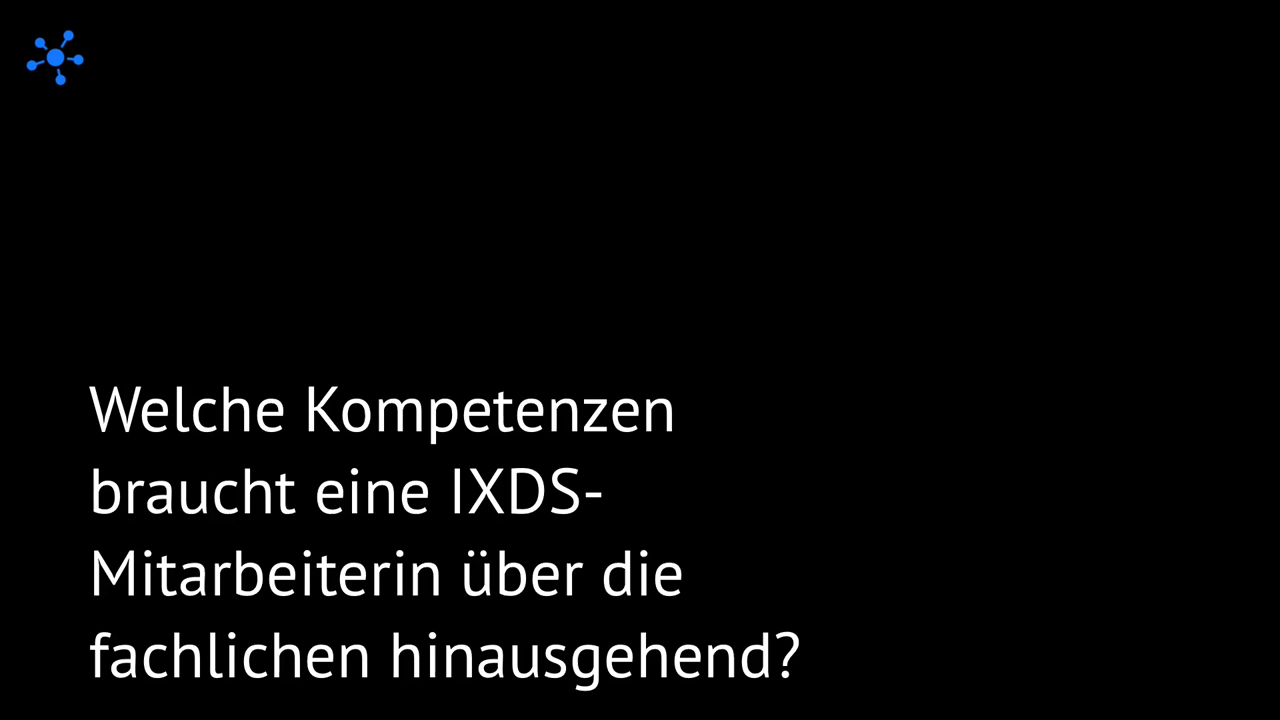 Welche Kompetenzen
braucht eine IXDS-
Mitarbeiterin über die
fachlichen hinausgehend?